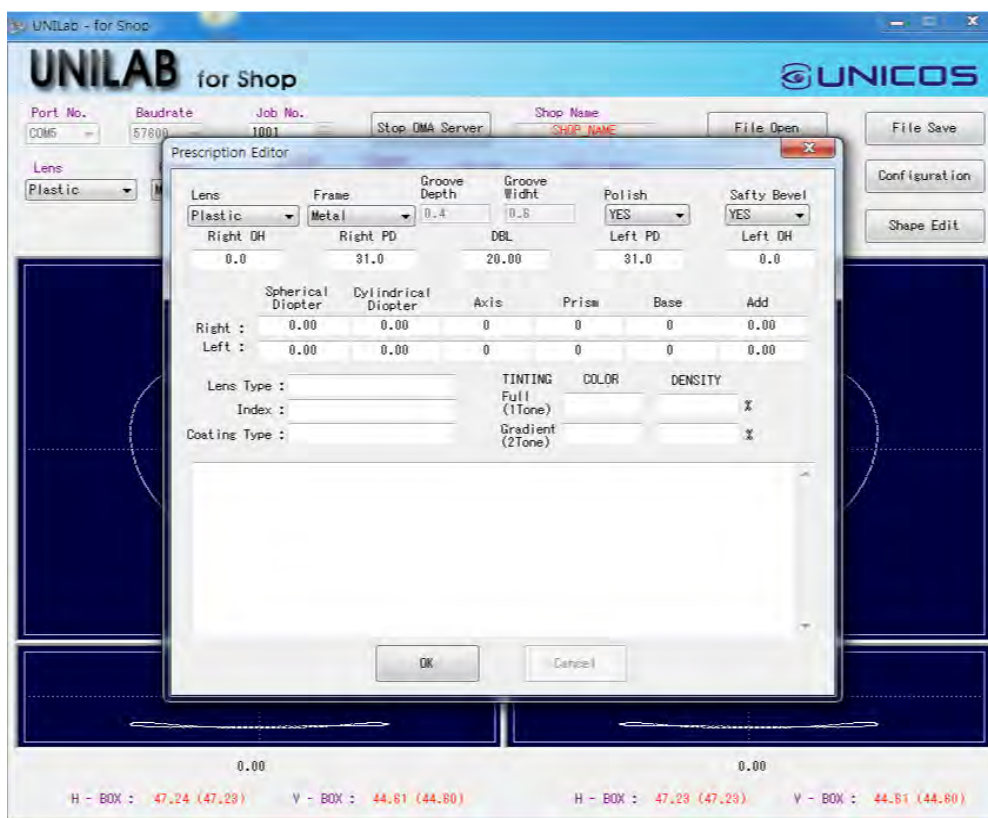 UNILab - for Shop
UNILAB for Shop
UNICOS
Port No. Baudrate Job No. Shop Name
COM5 57600 1001 Stop OMA Server SHOP NAME File Open File Save
Lens
Plastic
Configuration
Shape Edit
Prescription Editor
Lens Frame Groove Depth Groove Widht Polish Safty Bevel
Plastic Metal 0.4 0.6 YES YES
Right OH Right PD DBL Left PD Left OH
0.0 31.0 20.00 31.0 0.0
Spherical Diopter Cylindrical Diopter Axis Prism Base Add
Right : 0.00 0.00 0 0 0 0.00
Left : 0.00 0.00 0 0 0 0.00
Lens Type : TINTING COLOR DENSITY
Index : Full (1Tone) %
Coating Type : Gradient (2Tone) %
OK Cancel
0.00 0.00
H - BOX : 47.24 (47.23) V - BOX : 44.61 (44.60) H - BOX : 47.23 (47.23) V - BOX : 44.61 (44.60)